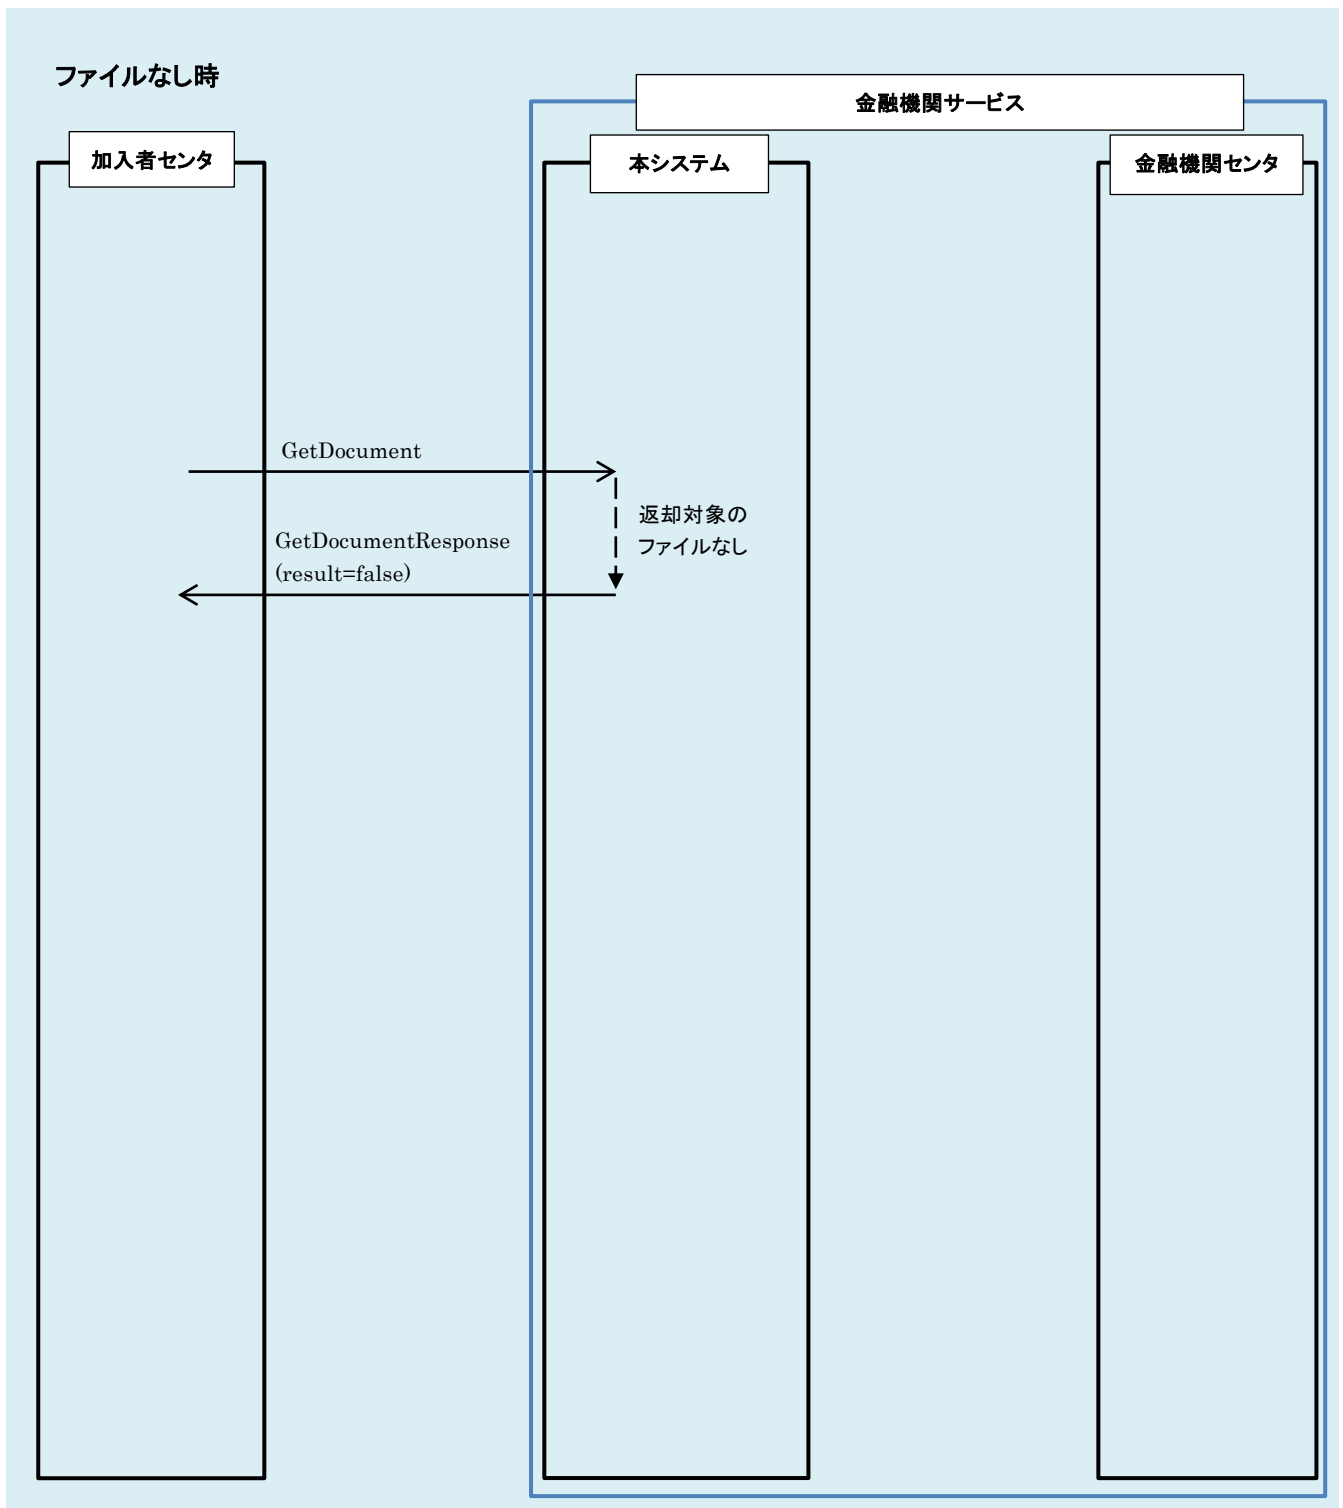 ファイルなし時
金融機関サービス
加入者センタ
本システム
金融機関センタ
GetDocument
返却対象の
ファイルなし
GetDocumentResponse
(result=false)